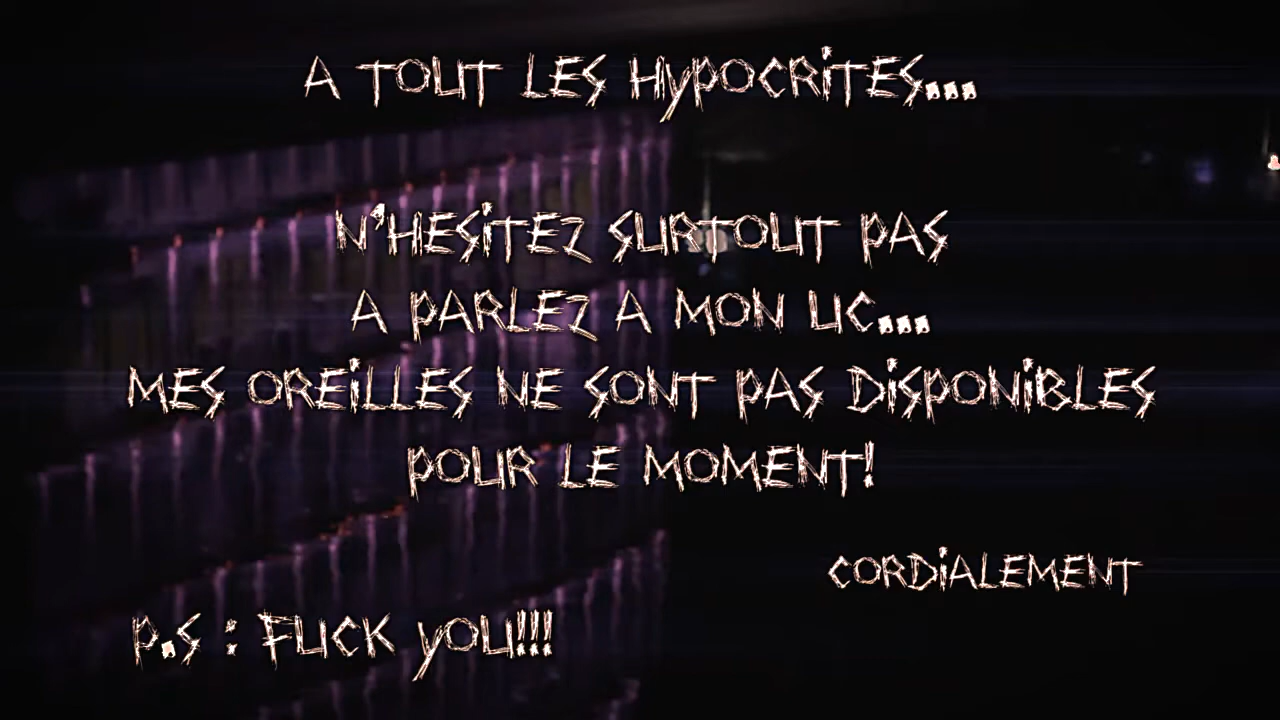 A TOUT LES HYPOCRITES...
N'HESITEZ SURTOUT PAS
A PARLEZ A MON UC...
MES OREILLES NE SONT PAS DISPONIBLES
POUR LE MOMENT!
CORDIALEMENT
P.S : FUCK YOU!!!